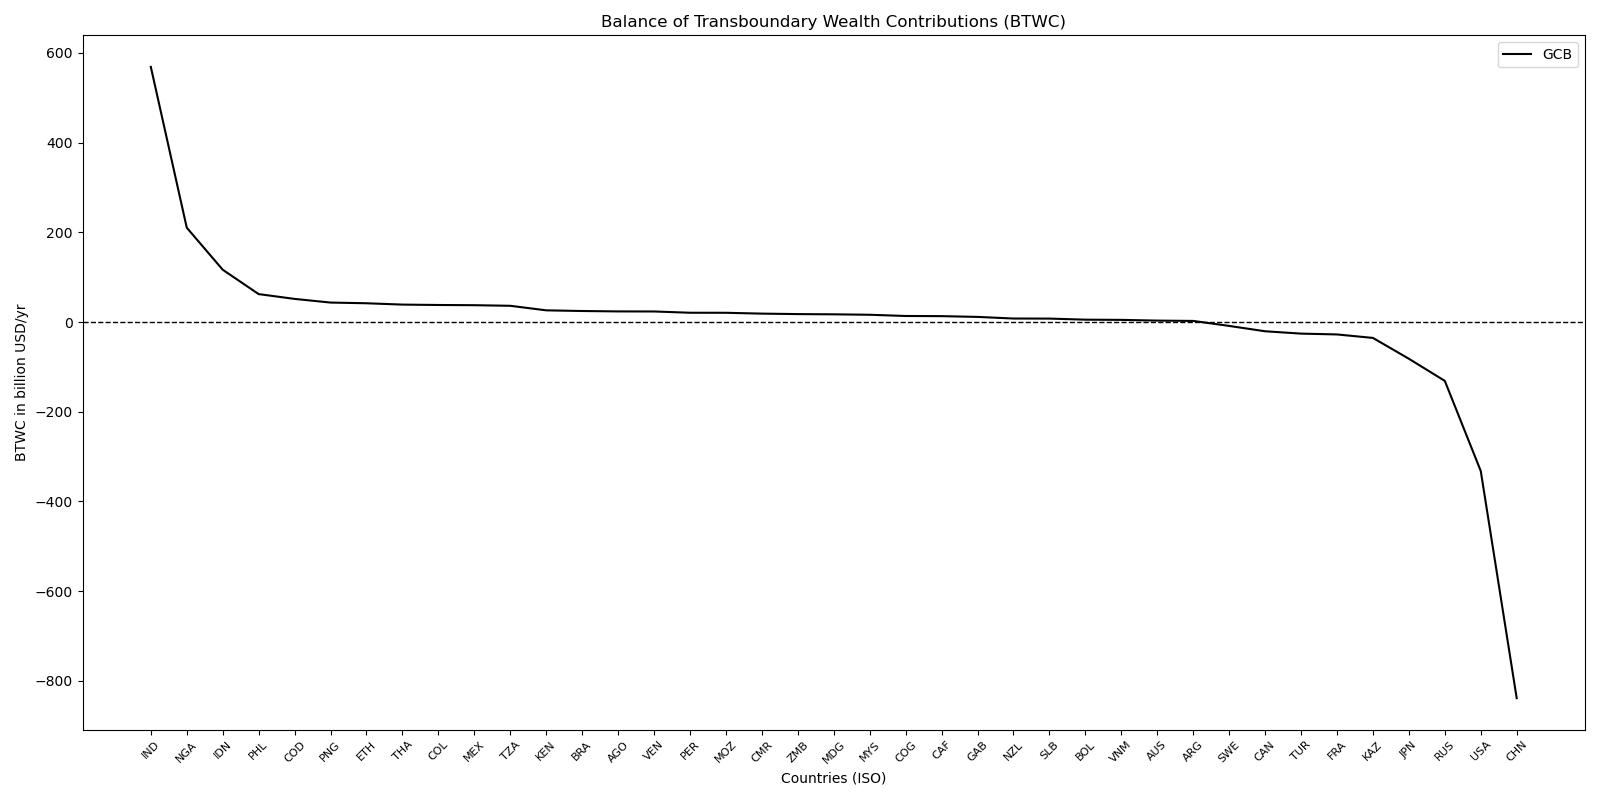 Balance of Transboundary Wealth Contributions (BTWC)
GCB
600
400
200
0
−200
−400
−600
−800
BTWC in billion USD/yr
IND NGA IDN PHL COD PNG ETH THA COL MEX TZA KEN BRA AGO VEN PER MOZ CMR ZMB MDG MYS COG CAF GAB NZL SLB BOL VNM AUS ARG SWE CAN TUR FRA KAZ JPN RUS USA CHN
Countries (ISO)